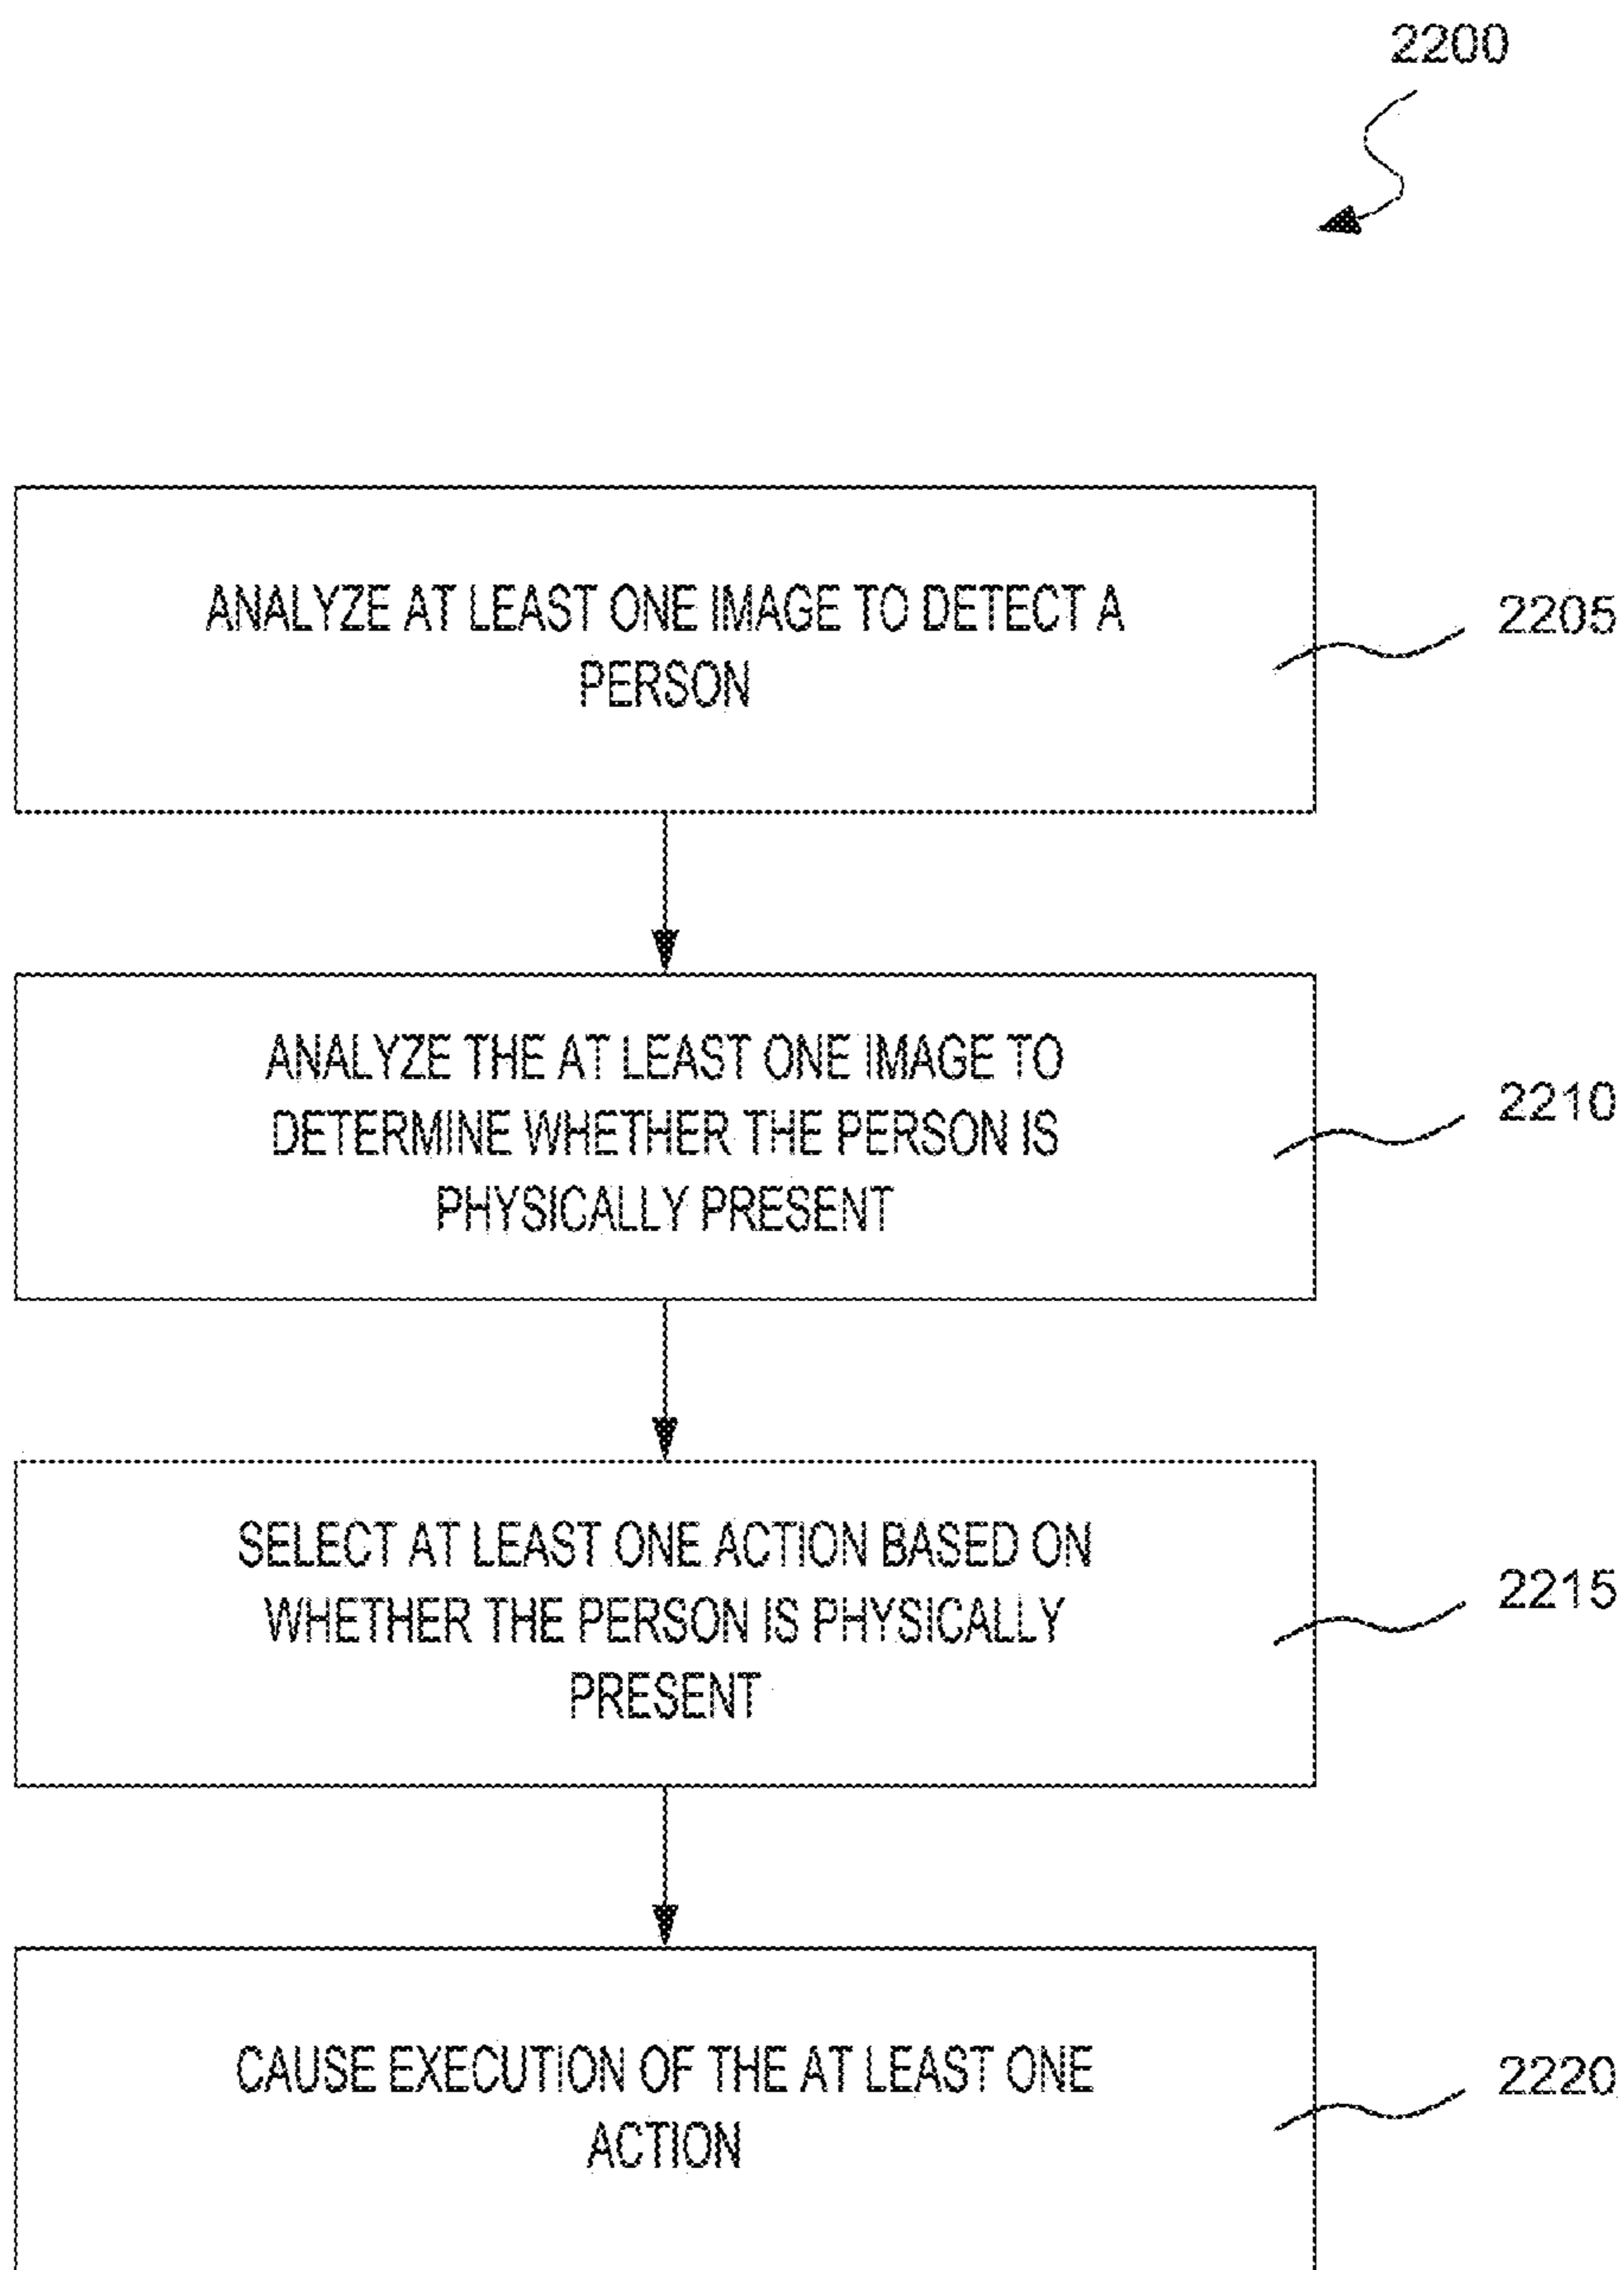 2200
ANALYZE AT LEAST ONE IMAGE TO DETECT A
PERSON
2205
ANALYZE THE AT LEAST ONE IMAGE TO
DETERMINE WHETHER THE PERSON IS
PHYSICALLY PRESENT
2210
SELECT AT LEAST ONE ACTION BASED ON
WHETHER THE PERSON IS PHYSICALLY
PRESENT
2215
CAUSE EXECUTION OF THE AT LEAST ONE
ACTION
2220